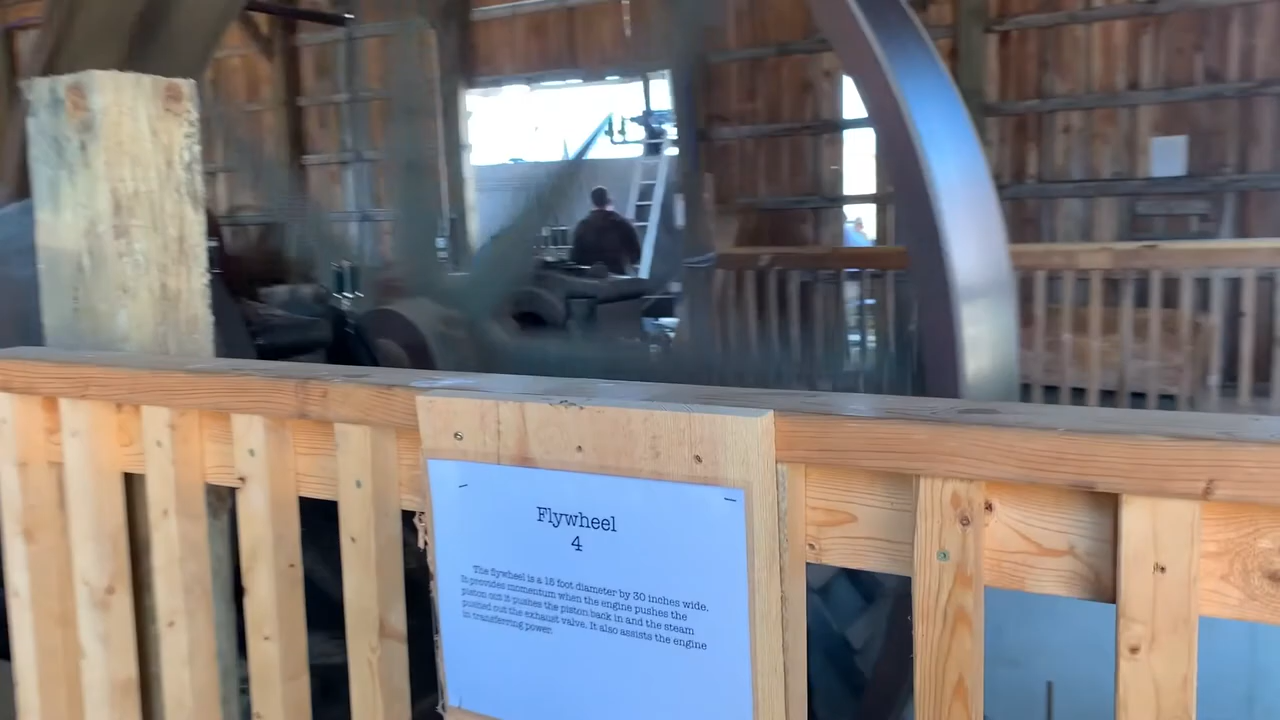 Flywheel
4
The flywheel is a 15 foot diameter by 30 inches wide.
It provides momentum when the engine pushes the
piston out it pushes the piston back in and the steam
pushed out the exhaust valve. It also assists the engine
in transferring power.